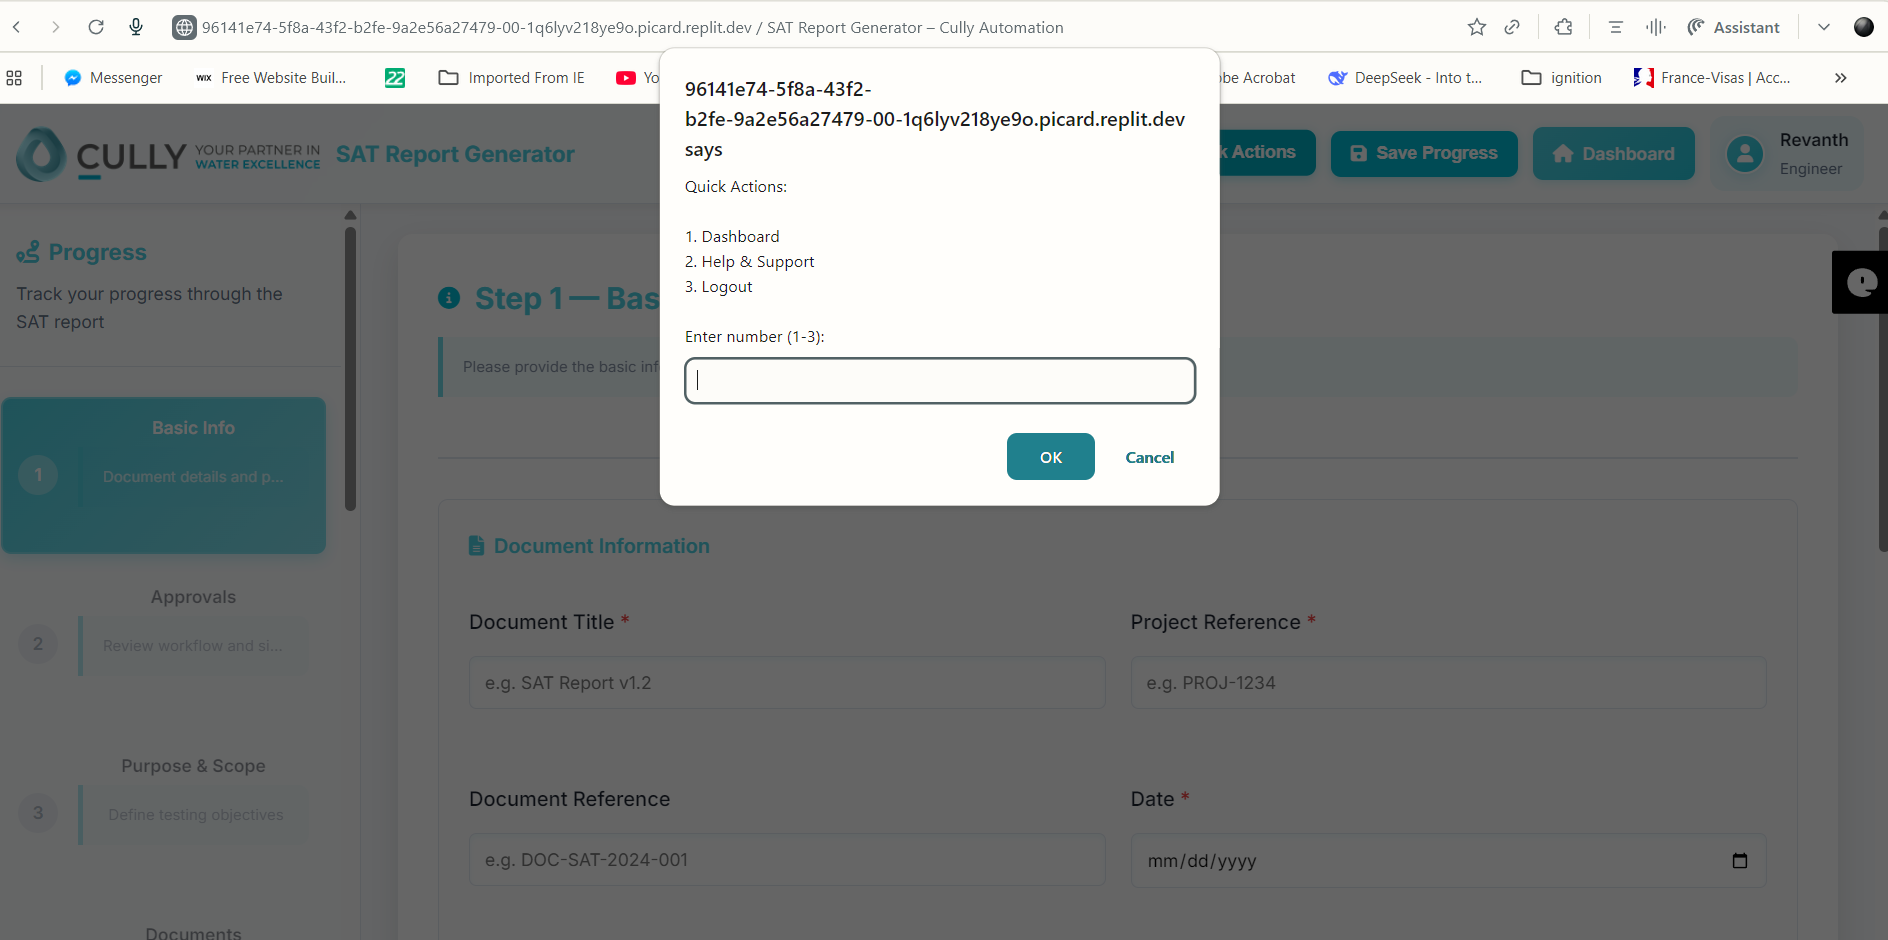 96141e74-5f8a-43f2-b2fe-9a2e56a27479-00-1q6lyv218ye9o.picard.replit.dev / SAT Report Generator – Cully Automation
Assistant
Messenger
WIX Free Website Buil...
22
Imported From IE
Yo
be Acrobat
DeepSeek - Into t...
ignition
France-Visas | Acc...
96141e74-5f8a-43f2-
b2fe-9a2e56a27479-00-1q6lyv218ye9o.picard.replit.dev
says
Quick Actions:
1. Dashboard
2. Help & Support
3. Logout
Enter number (1-3):
OK
Cancel
CULLY
YOUR PARTNER IN
WATER EXCELLENCE
SAT Report Generator
k Actions
Save Progress
Dashboard
Revanth
Engineer
Progress
Track your progress through the
SAT report
Basic Info
1
Document details and p...
Approvals
2
Review workflow and si...
Purpose & Scope
3
Define testing objectives
Documents
Step 1 — Bas
Please provide the basic inf
Document Information
Document Title *
Project Reference *
e.g. SAT Report v1.2
e.g. PROJ-1234
Document Reference
Date *
e.g. DOC-SAT-2024-001
mm/dd/yyyy